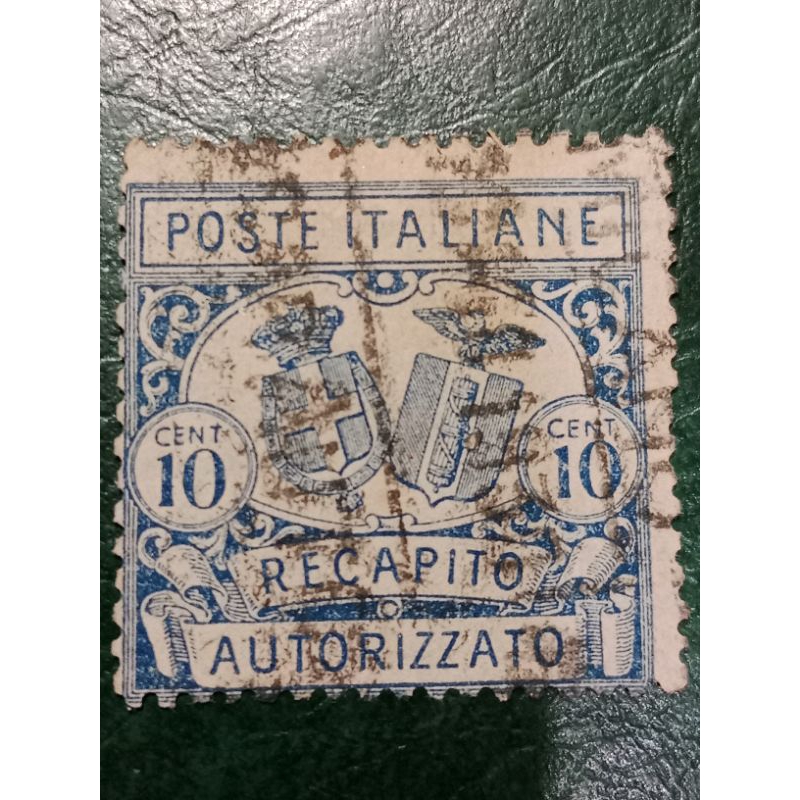 POSTE ITALIANE
CENT 10
CENT 10
RECAPITO
AUTORIZZATO